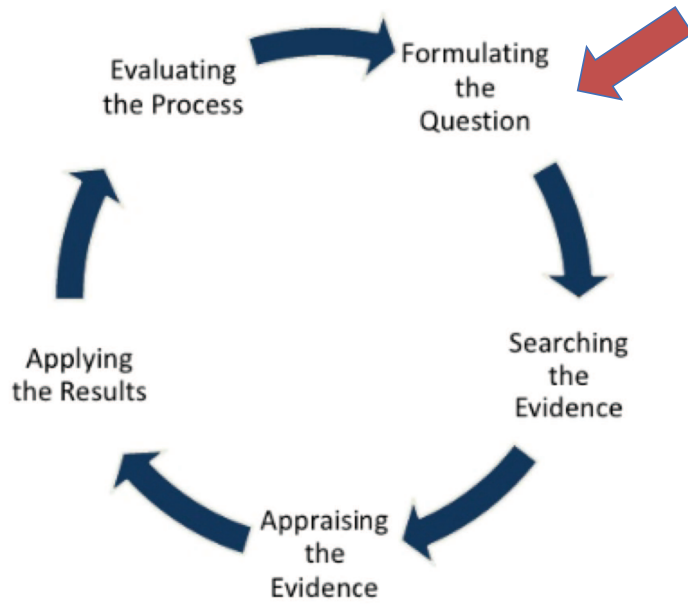 Formulating
the
Question
Searching
the
Evidence
Appraising
the
Evidence
Applying
the Results
Evaluating
the Process